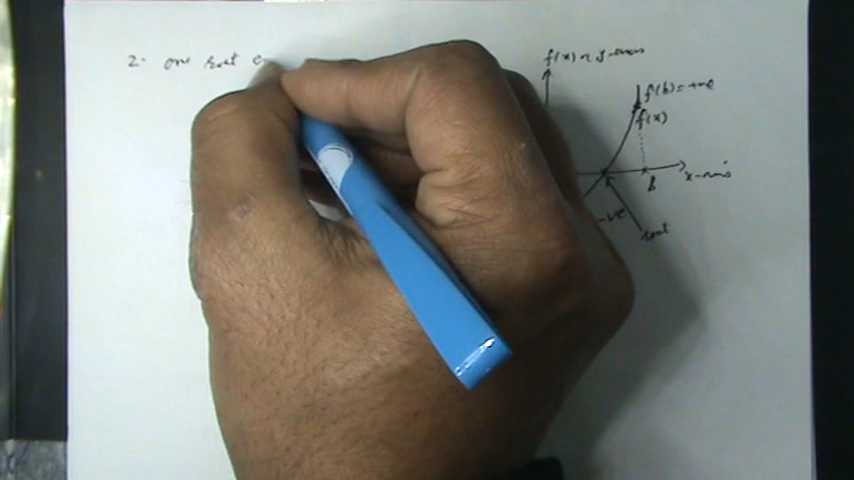 2. one root e
f(x) ~ y-axis
f(b) = +ve
f(x)
b
x-axis
-ve
root